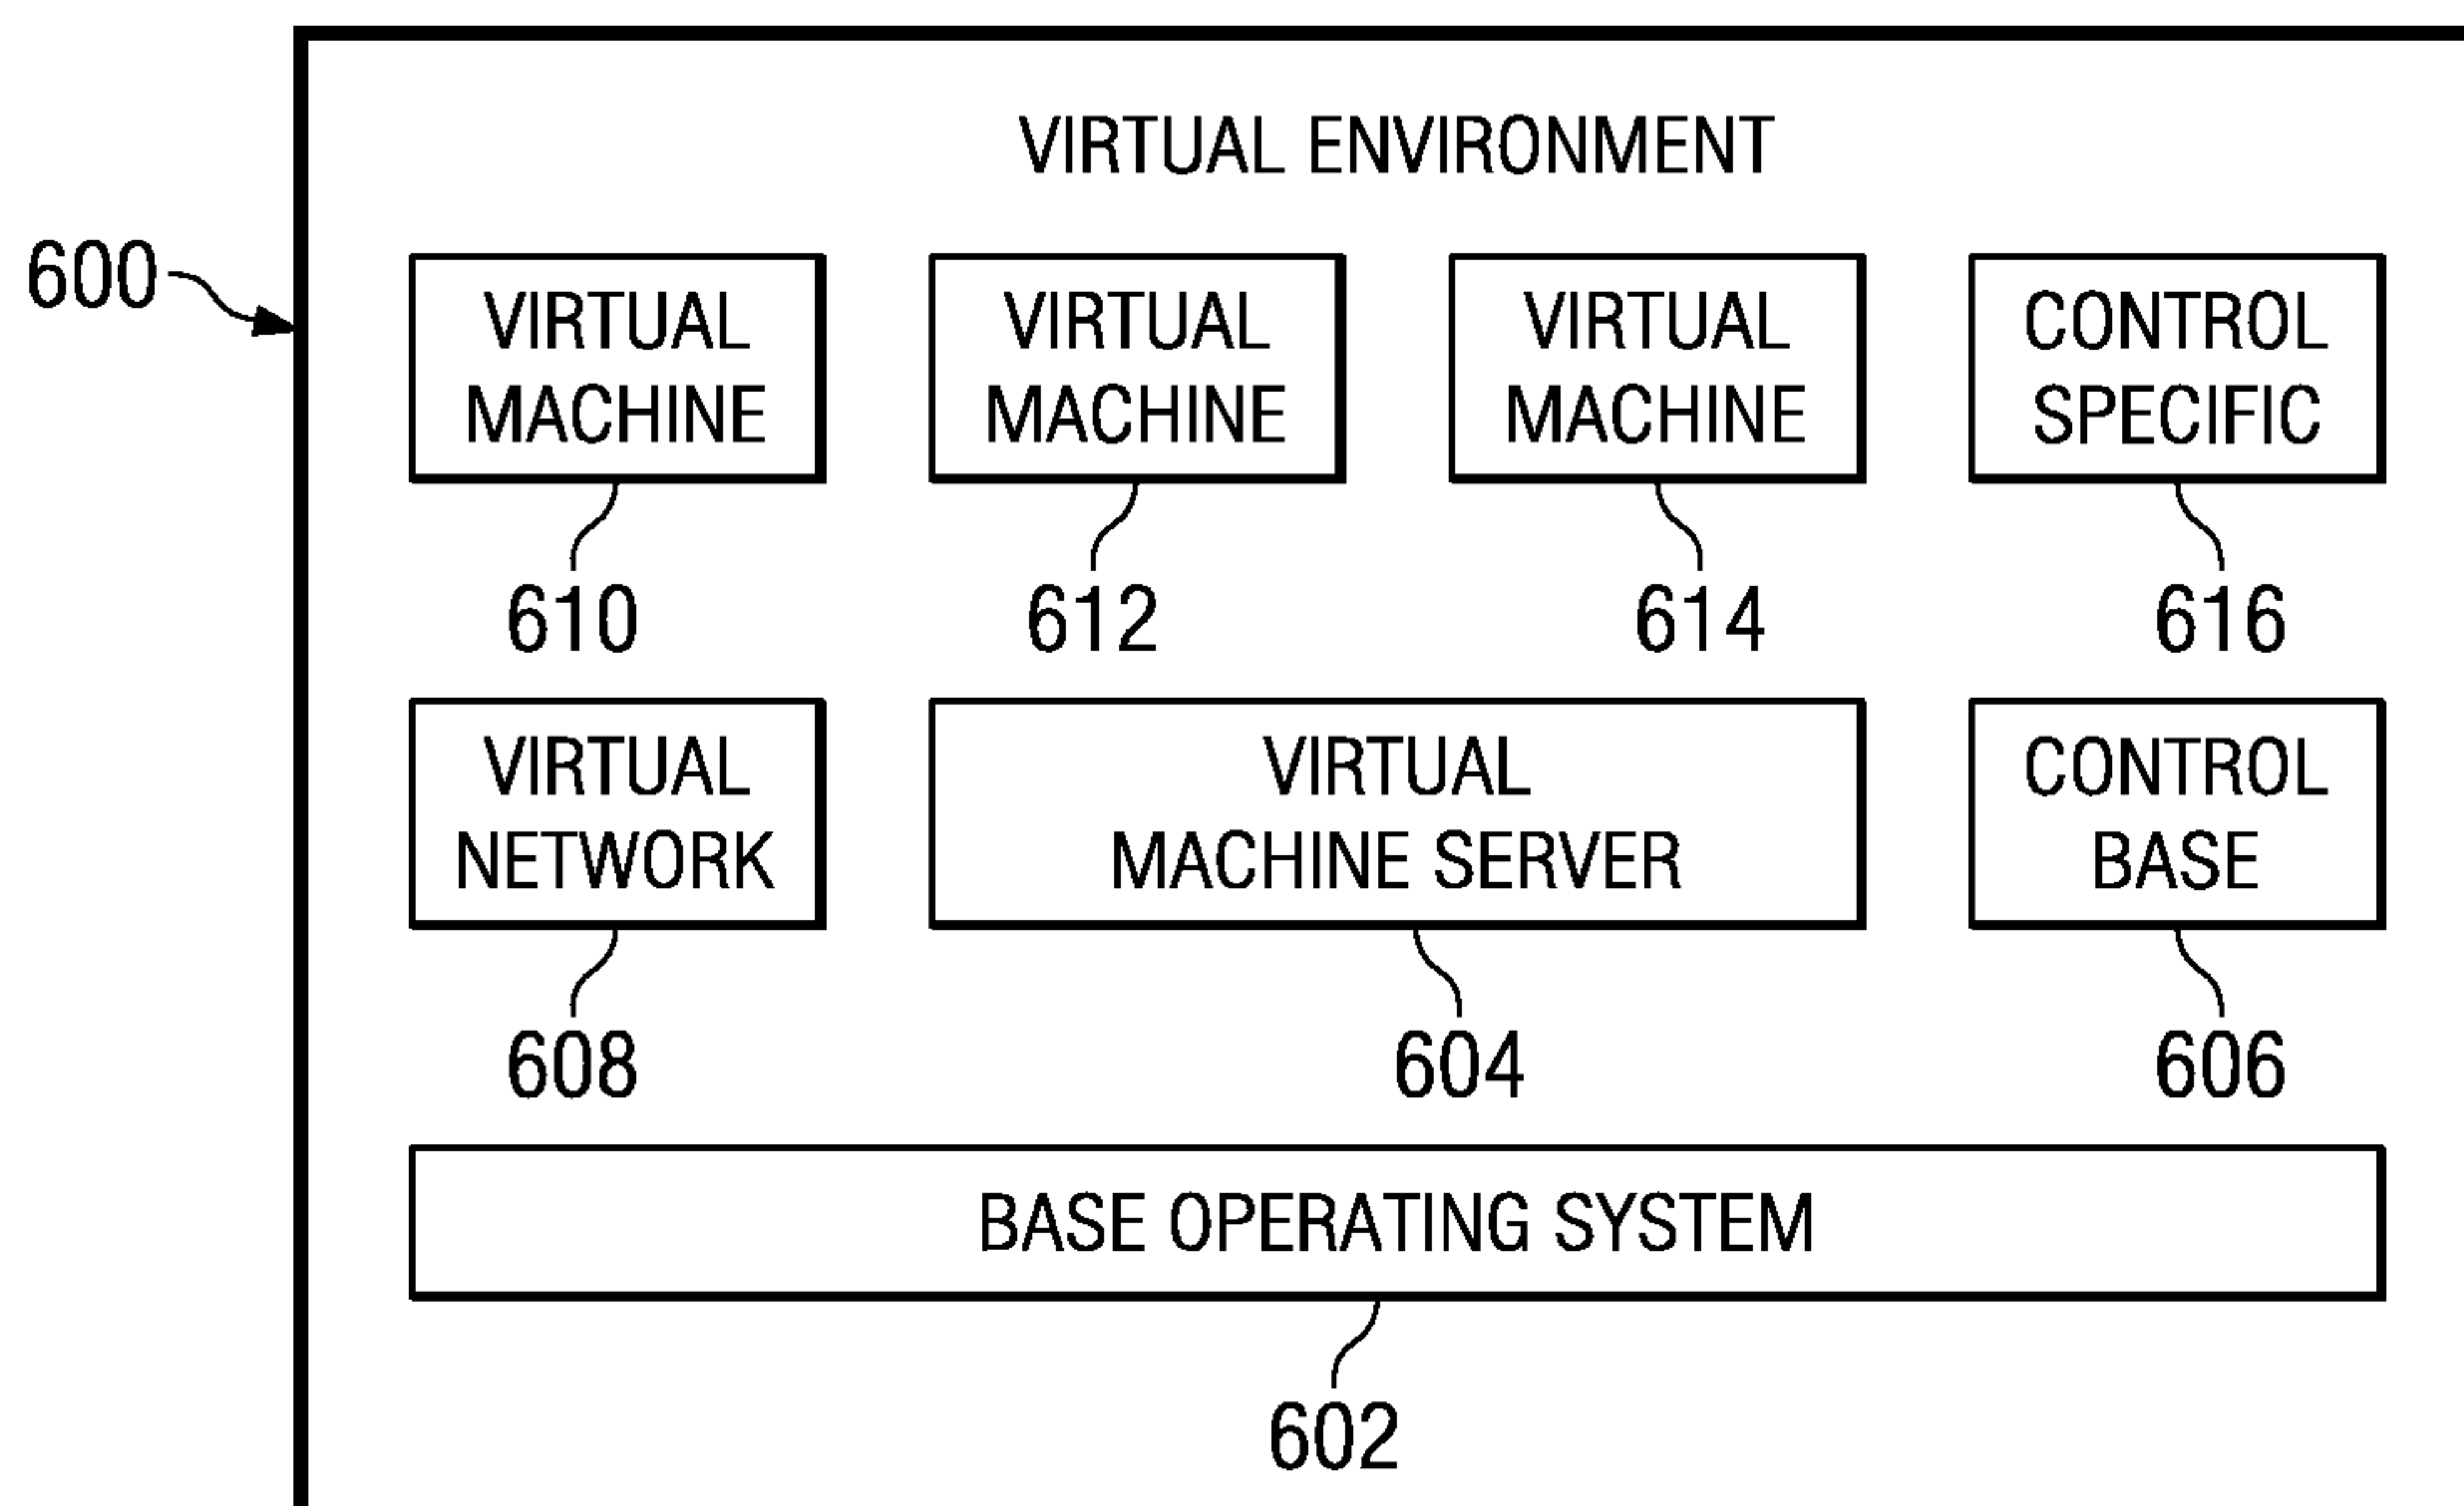 VIRTUAL ENVIRONMENT
600
VIRTUAL
MACHINE
VIRTUAL
MACHINE
VIRTUAL
MACHINE
CONTROL
SPECIFIC
610
612
614
616
VIRTUAL
NETWORK
VIRTUAL
MACHINE SERVER
CONTROL
BASE
608
604
606
BASE OPERATING SYSTEM
602